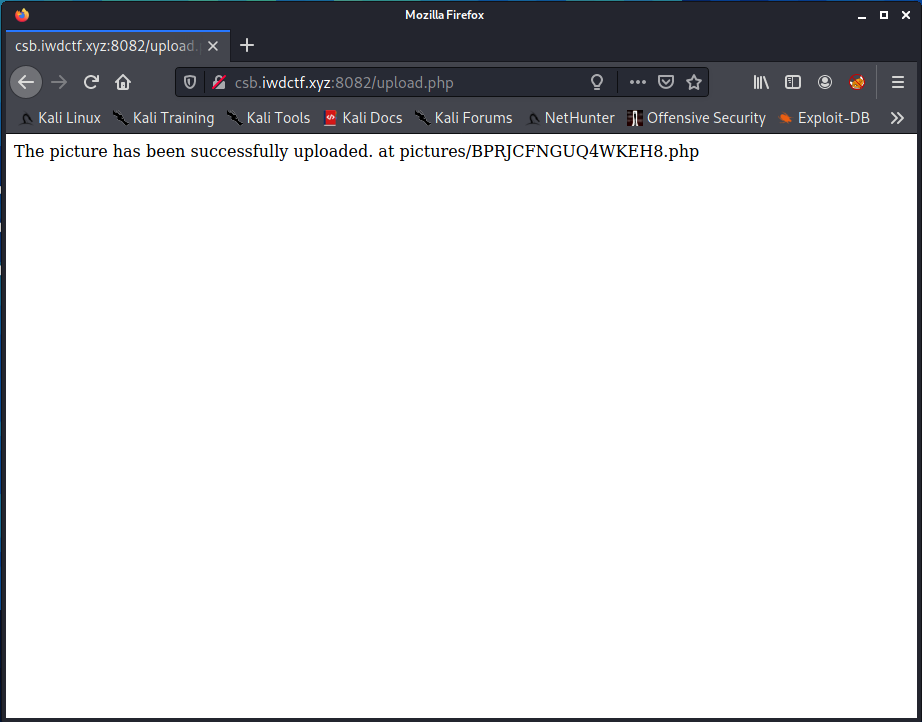 Mozilla Firefox
csb.iwdctf.xyz:8082/upload.
csb.iwdctf.xyz:8082/upload.php
Kali Linux Kali Training Kali Tools Kali Docs Kali Forums NetHunter Offensive Security Exploit-DB
The picture has been successfully uploaded. at pictures/BPRJCFNGUQ4WKEH8.php